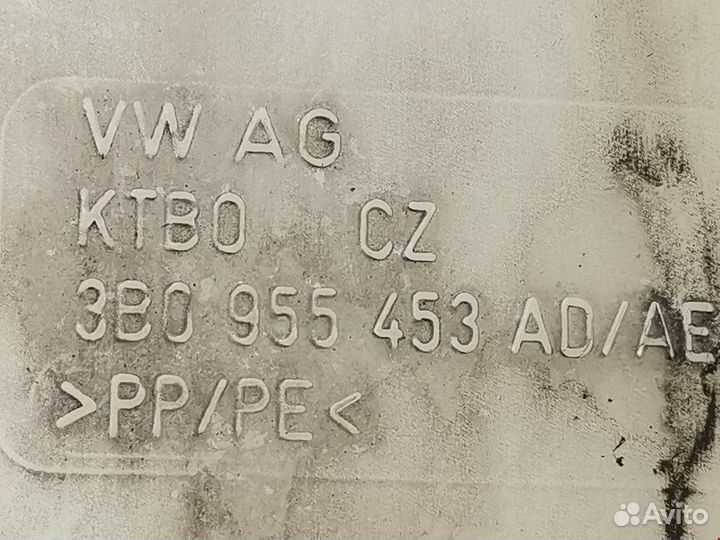 VW AG
KTBO CZ
3B0 955 453 AD/AE
>PP/PE<
Avito